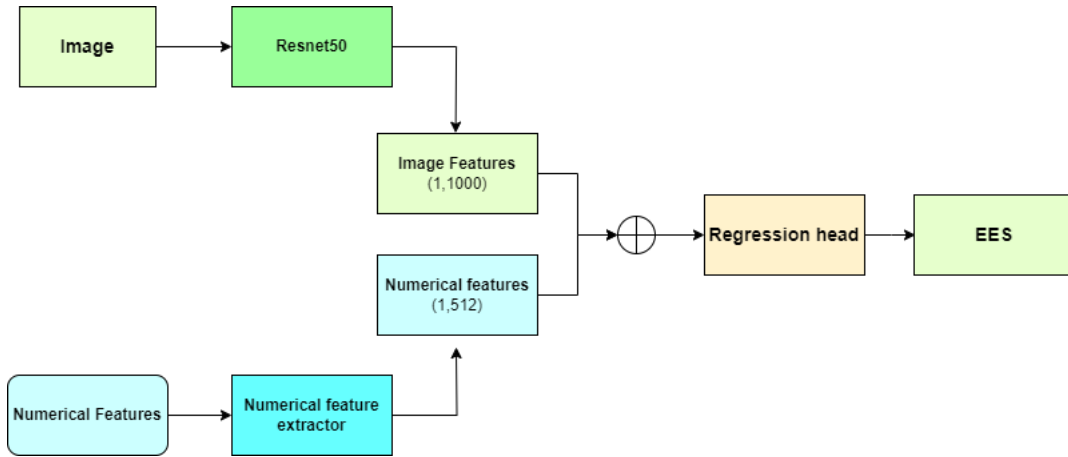 Image
Resnet50
Image Features
(1,1000)
Regression head
EES
Numerical features
(1,512)
Numerical Features
Numerical feature
extractor